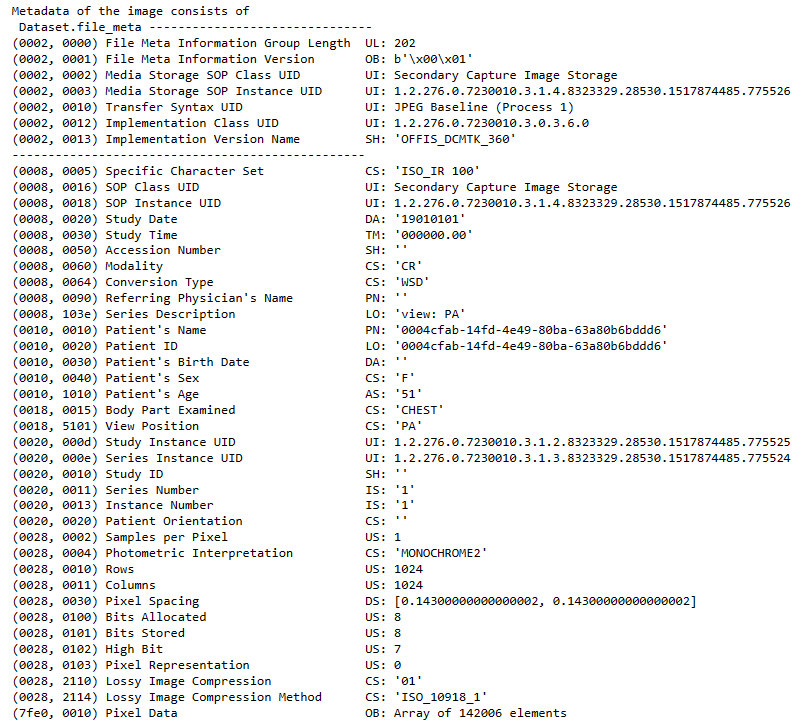 Metadata of the image consists of
Dataset.file_meta -------------------------------
(0002, 0000) File Meta Information Group Length  UL: 202
(0002, 0001) File Meta Information Version       OB: b'\x00\x01'
(0002, 0002) Media Storage SOP Class UID         UI: Secondary Capture Image Storage
(0002, 0003) Media Storage SOP Instance UID      UI: 1.2.276.0.7230010.3.1.4.8323329.28530.1517874485.775526
(0002, 0010) Transfer Syntax UID                 UI: JPEG Baseline (Process 1)
(0002, 0012) Implementation Class UID            UI: 1.2.276.0.7230010.3.0.3.6.0
(0002, 0013) Implementation Version Name         SH: 'OFFIS_DCMTK_360'
-------------------------------------------------
(0008, 0005) Specific Character Set              CS: 'ISO_IR 100'
(0008, 0016) SOP Class UID                       UI: Secondary Capture Image Storage
(0008, 0018) SOP Instance UID                    UI: 1.2.276.0.7230010.3.1.4.8323329.28530.1517874485.775526
(0008, 0020) Study Date                          DA: '19010101'
(0008, 0030) Study Time                          TM: '000000.00'
(0008, 0050) Accession Number                    SH: ''
(0008, 0060) Modality                            CS: 'CR'
(0008, 0064) Conversion Type                     CS: 'WSD'
(0008, 0090) Referring Physician's Name          PN: ''
(0008, 103e) Series Description                  LO: 'view: PA'
(0010, 0010) Patient's Name                      PN: '0004cfab-14fd-4e49-80ba-63a80b6bddd6'
(0010, 0020) Patient ID                          LO: '0004cfab-14fd-4e49-80ba-63a80b6bddd6'
(0010, 0030) Patient's Birth Date                DA: ''
(0010, 0040) Patient's Sex                       CS: 'F'
(0010, 1010) Patient's Age                       AS: '51'
(0018, 0015) Body Part Examined                  CS: 'CHEST'
(0018, 5101) View Position                       CS: 'PA'
(0020, 000d) Study Instance UID                  UI: 1.2.276.0.7230010.3.1.2.8323329.28530.1517874485.775525
(0020, 000e) Series Instance UID                 UI: 1.2.276.0.7230010.3.1.3.8323329.28530.1517874485.775524
(0020, 0010) Study ID                            SH: ''
(0020, 0011) Series Number                       IS: '1'
(0020, 0013) Instance Number                     IS: '1'
(0020, 0020) Patient Orientation                 CS: ''
(0028, 0002) Samples per Pixel                   US: 1
(0028, 0004) Photometric Interpretation          CS: 'MONOCHROME2'
(0028, 0010) Rows                                US: 1024
(0028, 0011) Columns                             US: 1024
(0028, 0030) Pixel Spacing                       DS: [0.14300000000000002, 0.14300000000000002]
(0028, 0100) Bits Allocated                      US: 8
(0028, 0101) Bits Stored                         US: 8
(0028, 0102) High Bit                            US: 7
(0028, 0103) Pixel Representation                US: 0
(0028, 2110) Lossy Image Compression             CS: '01'
(0028, 2114) Lossy Image Compression Method      CS: 'ISO_10918_1'
(7fe0, 0010) Pixel Data                          OB: Array of 142006 elements